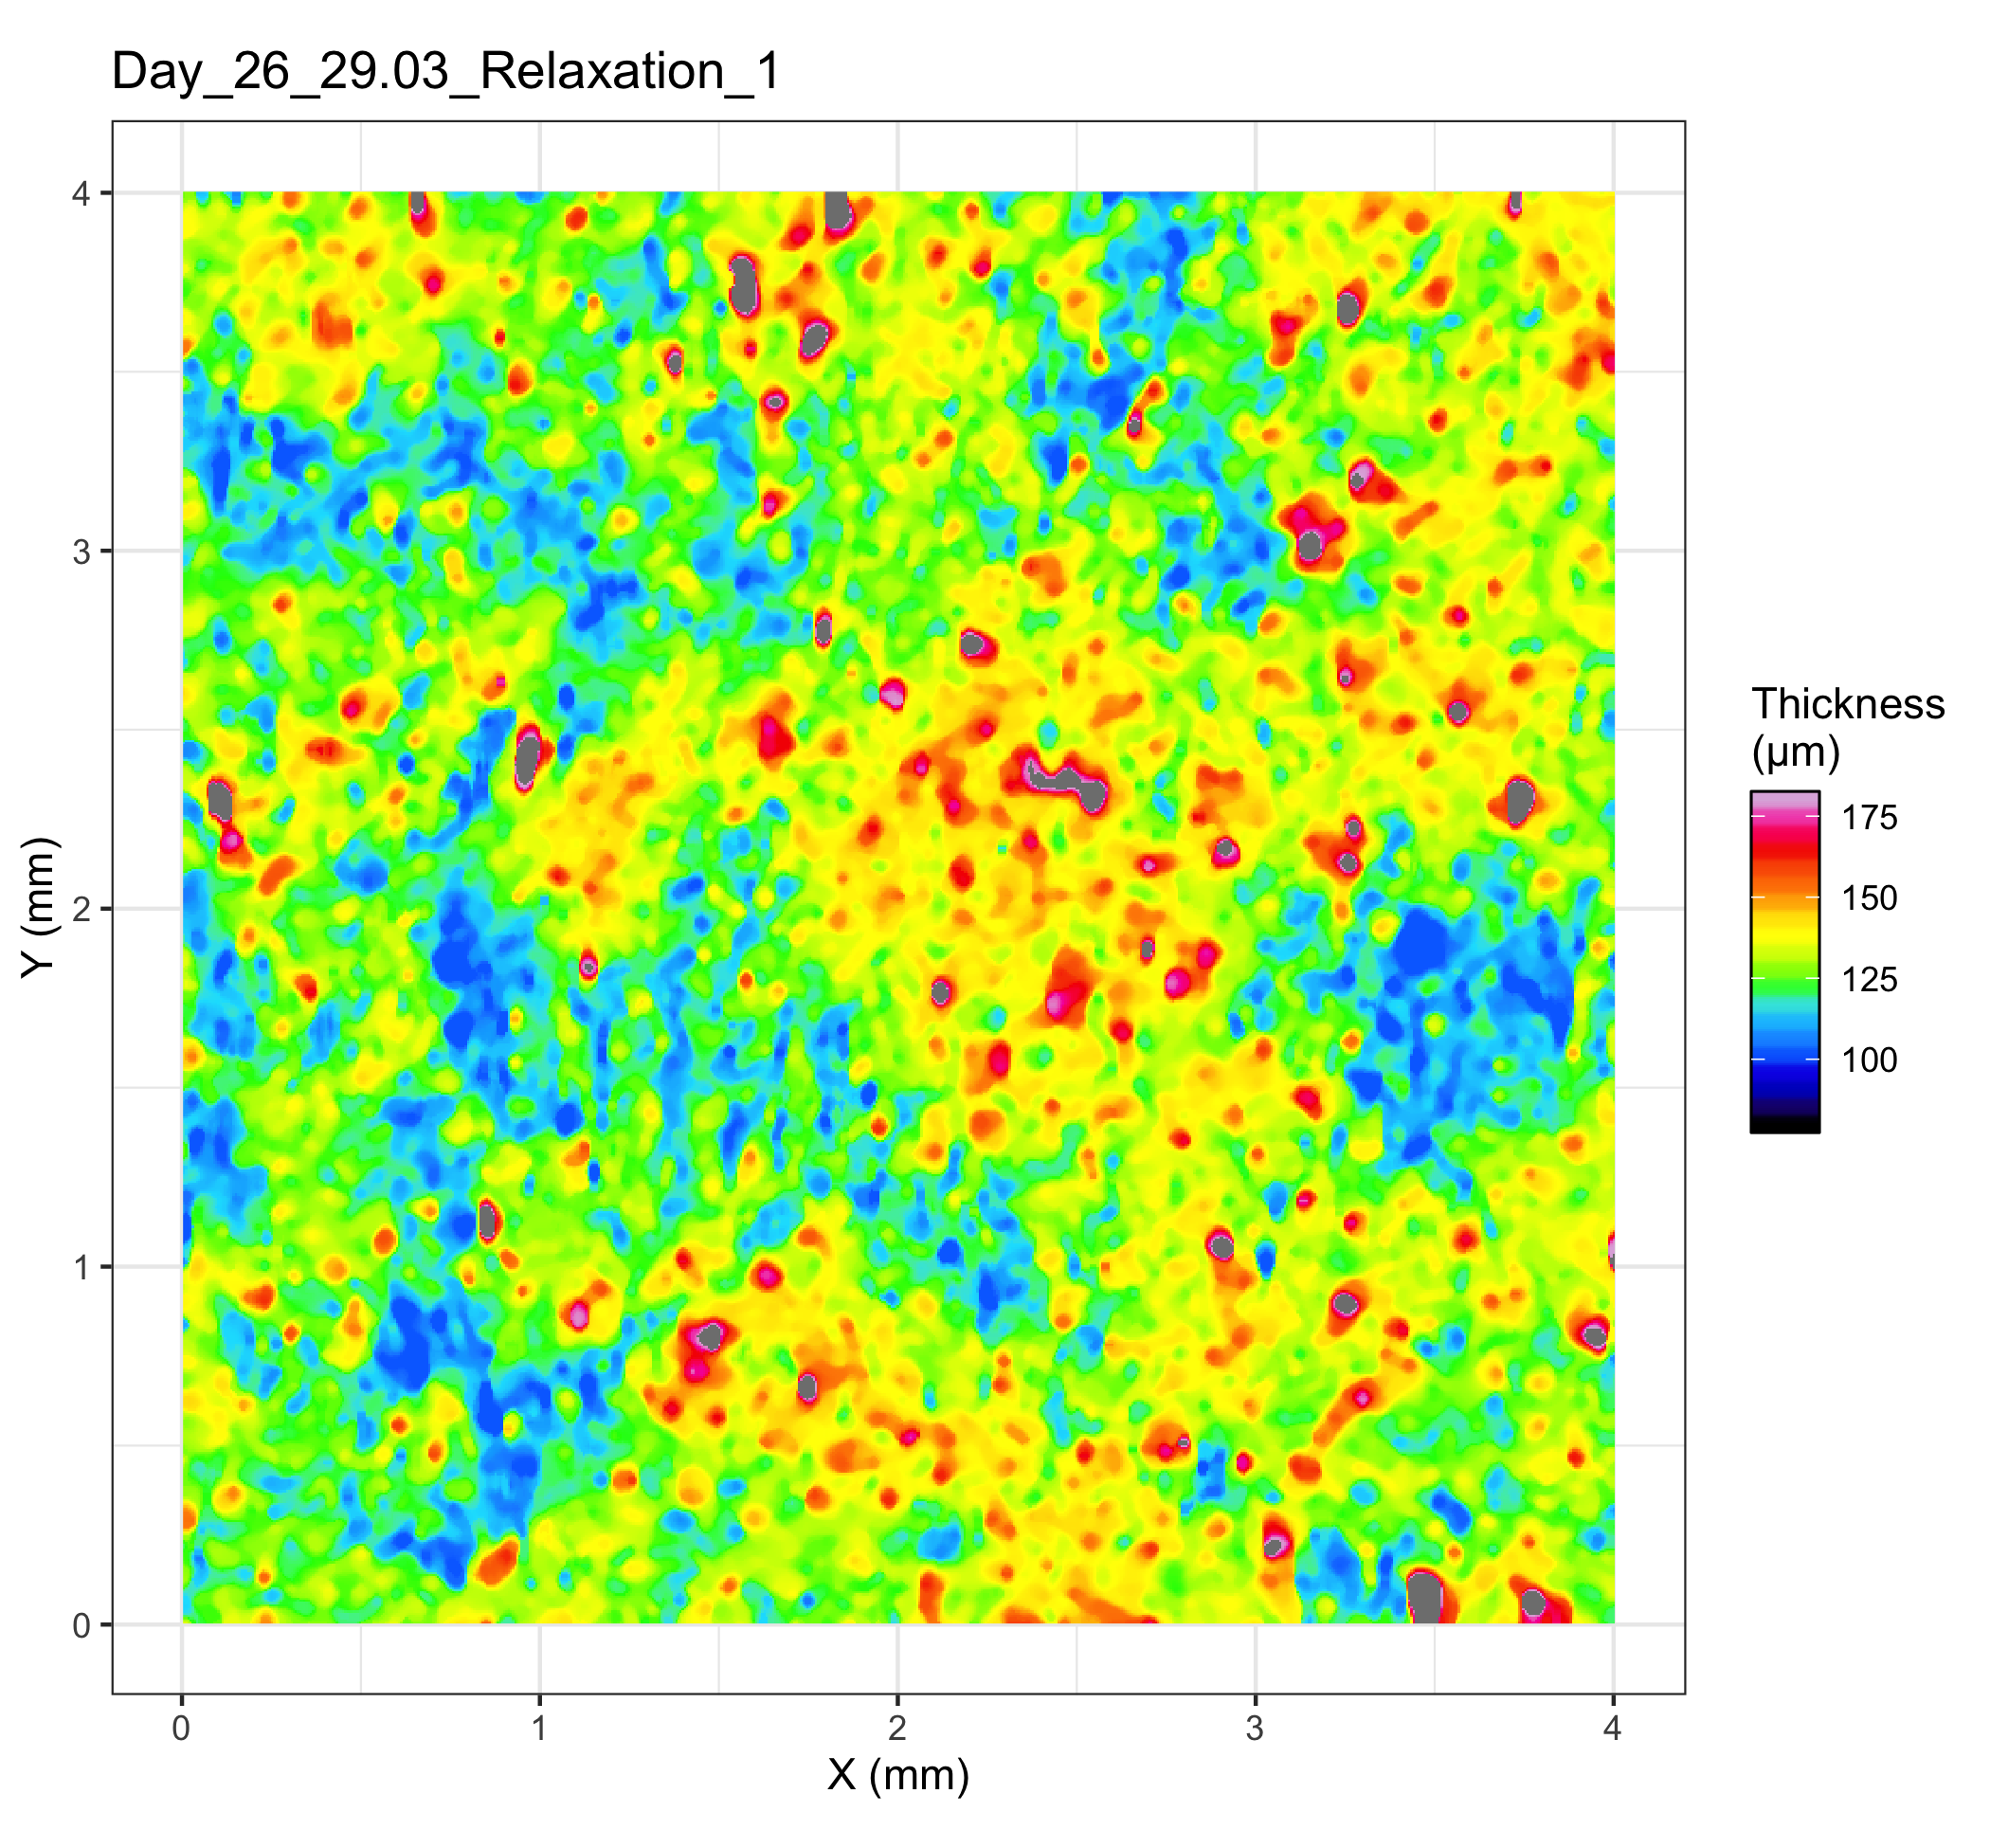 Day_26_29.03_Relaxation_1
4
3
2
1
0
Y (mm)
0 1 2 3 4
X (mm)
Thickness
(μm)
175
150
125
100